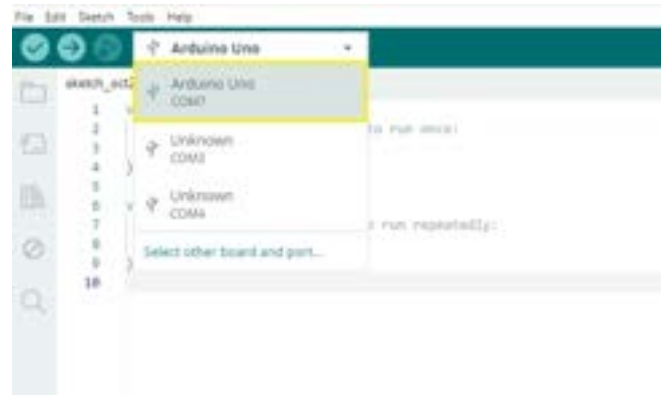 File Edit Sketch Tools Help
Arduino Uno
sketch_oct
Arduino Uno
COM7
1
2 to run once:
3
Unknown
COM3
4 }
5
Unknown
COM4
6 v
7 run repeatedly:
8
Select other board and port...
9 }
10